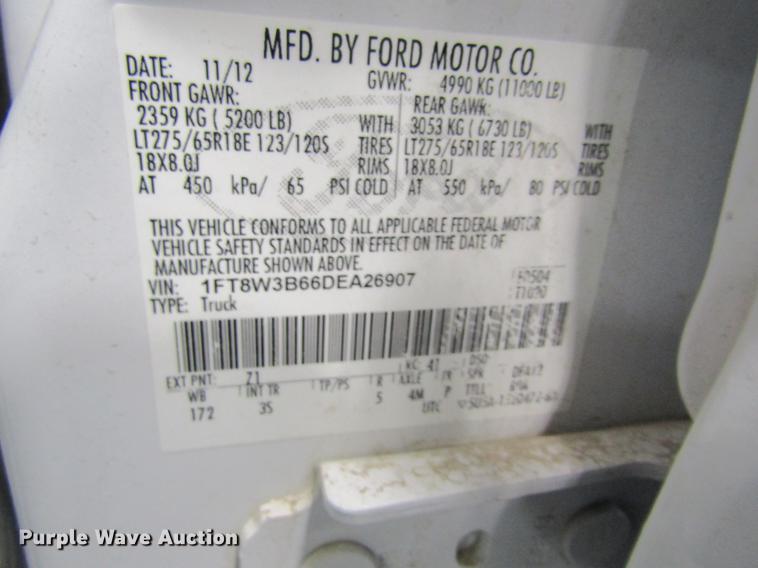 MFD. BY FORD MOTOR CO.
DATE: 11/12 GVWR: 4990 KG (11000 LB)
FRONT GAWR: REAR GAWR:
2359 KG ( 5200 LB) WITH 3053 KG ( 6730 LB) WITH
LT275/65R18E 123/120S TIRES LT275/65R18E 123/120S TIRES
18X8.0J RIMS 18X8.0J RIMS
AT 450 kPa/ 65 PSI COLD AT 550 kPa/ 80 PSI COLD
THIS VEHICLE CONFORMS TO ALL APPLICABLE FEDERAL MOTOR
VEHICLE SAFETY STANDARDS IN EFFECT ON THE DATE OF
MANUFACTURE SHOWN ABOVE.
VIN: 1FT8W3B66DEA26907
TYPE: Truck
EXT PNT: Z1
WB INT TR TP/PS R AXLE
172 3S 5 4M P
UTC
Purple Wave Auction